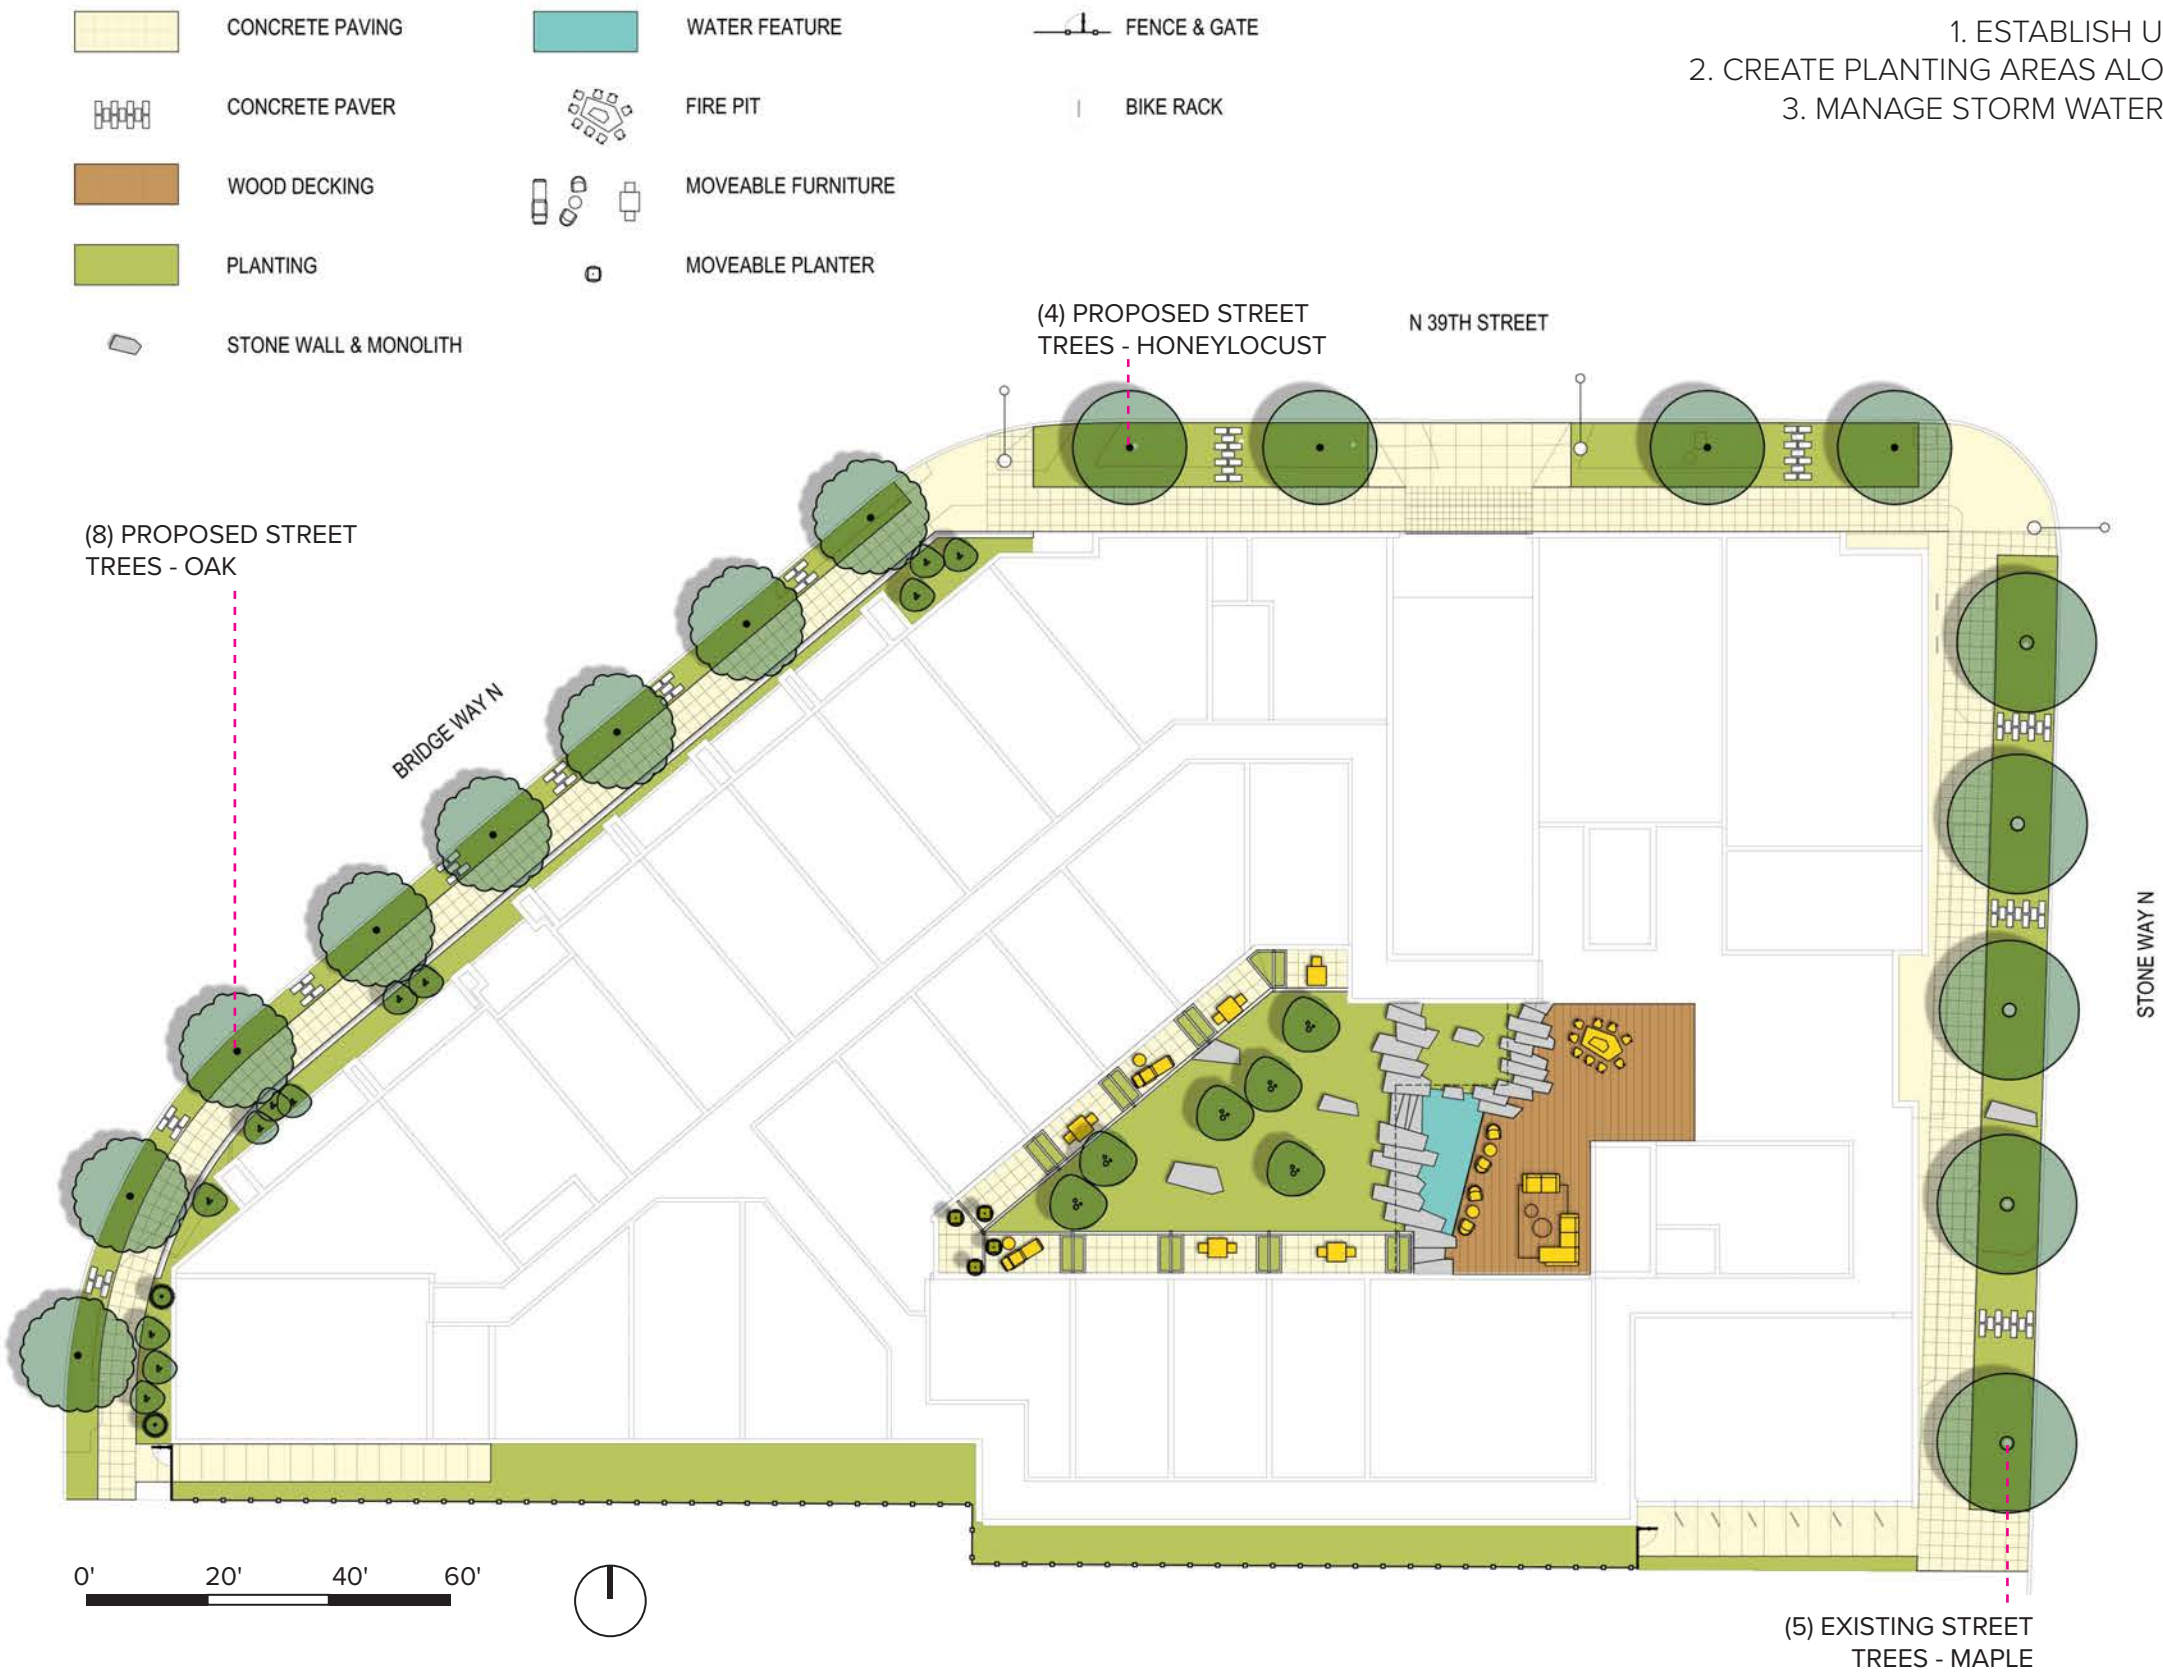 CONCRETE PAVING
CONCRETE PAVER
WOOD DECKING
PLANTING
STONE WALL & MONOLITH
WATER FEATURE
FIRE PIT
MOVEABLE FURNITURE
MOVEABLE PLANTER
FENCE & GATE
BIKE RACK
1. ESTABLISH U
2. CREATE PLANTING AREAS ALO
3. MANAGE STORM WATER
(4) PROPOSED STREET
TREES - HONEYLOCUST
N 39TH STREET
(8) PROPOSED STREET
TREES - OAK
BRIDGE WAY N
STONE WAY N
0' 20' 40' 60'
(5) EXISTING STREET
TREES - MAPLE